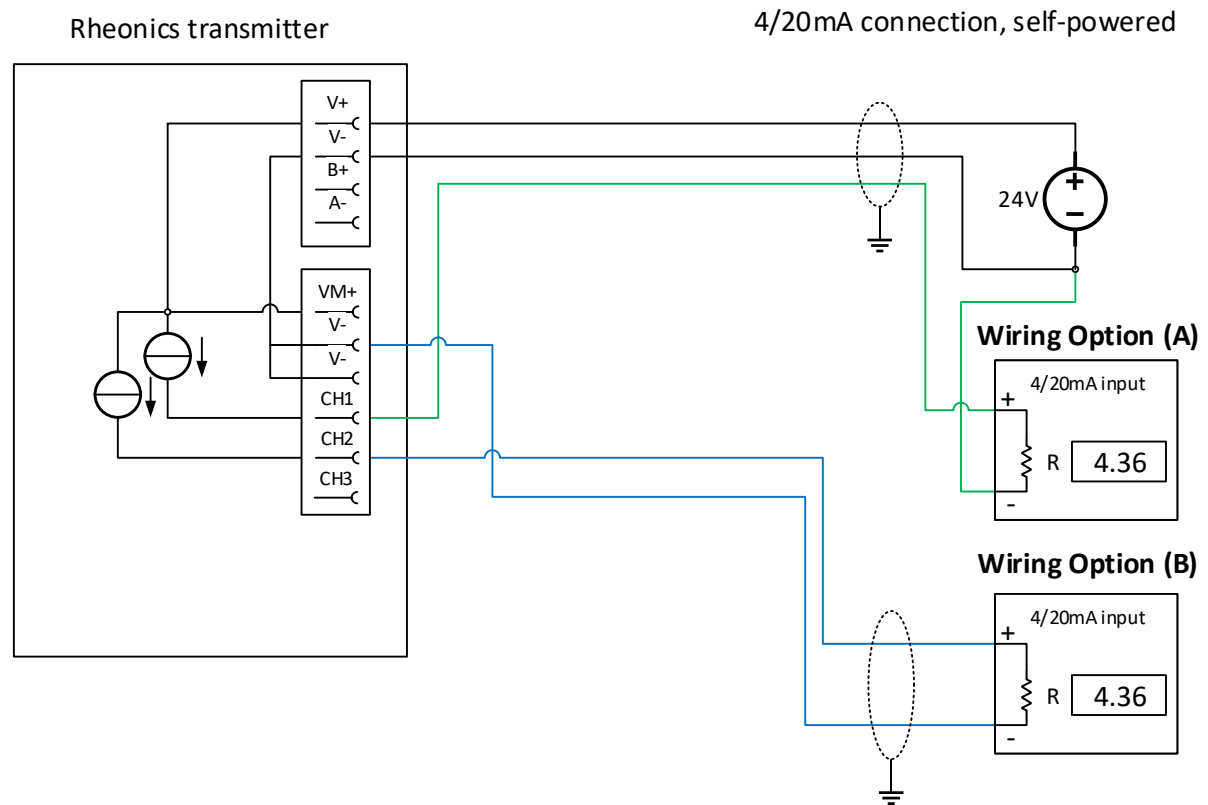 Rheonics transmitter
4/20mA connection, self-powered
V+
V-
B+
A-
VM+
V-
V-
CH1
CH2
CH3
+
−
24V
Wiring Option (A)
4/20mA input
+
R
4.36
-
Wiring Option (B)
4/20mA input
+
R
4.36
-